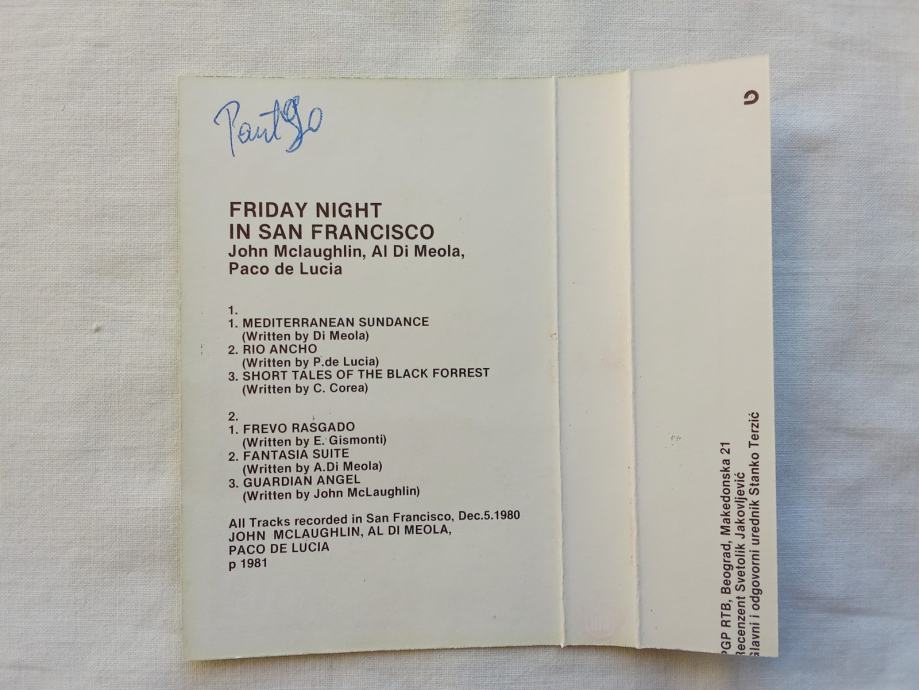 FRIDAY NIGHT
IN SAN FRANCISCO
John Mclaughlin, Al Di Meola,
Paco de Lucia
1.
1. MEDITERRANEAN SUNDANCE
(Written by Di Meola)
2. RIO ANCHO
(Written by P.de Lucia)
3. SHORT TALES OF THE BLACK FORREST
(Written by C. Corea)
2.
1. FREVO RASGADO
(Written by E. Gismonti)
2. FANTASIA SUITE
(Written by A.Di Meola)
3. GUARDIAN ANGEL
(Written by John McLaughlin)
All Tracks recorded in San Francisco, Dec.5.1980
JOHN MCLAUGHLIN, AL DI MEOLA,
PACO DE LUCIA
p 1981
PGP RTB, Beograd, Makedonska 21
Recenzent Svetolik Jakovljević
Glavni i odgovorni urednik Stanko Terzić